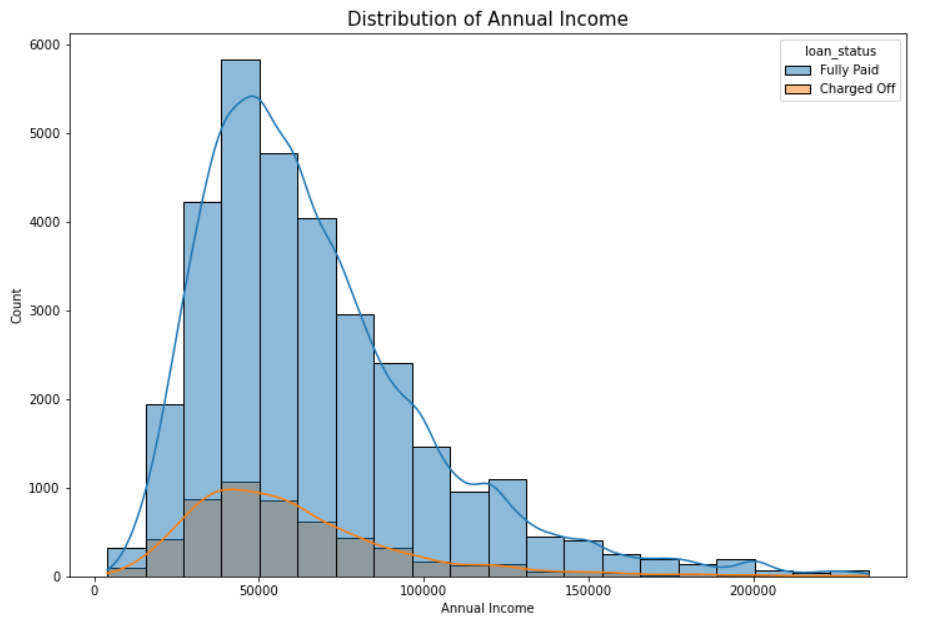 Distribution of Annual Income
loan_status
Fully Paid
Charged Off
6000
5000
4000
3000
2000
1000
0
Count
0
50000
100000
150000
200000
Annual Income